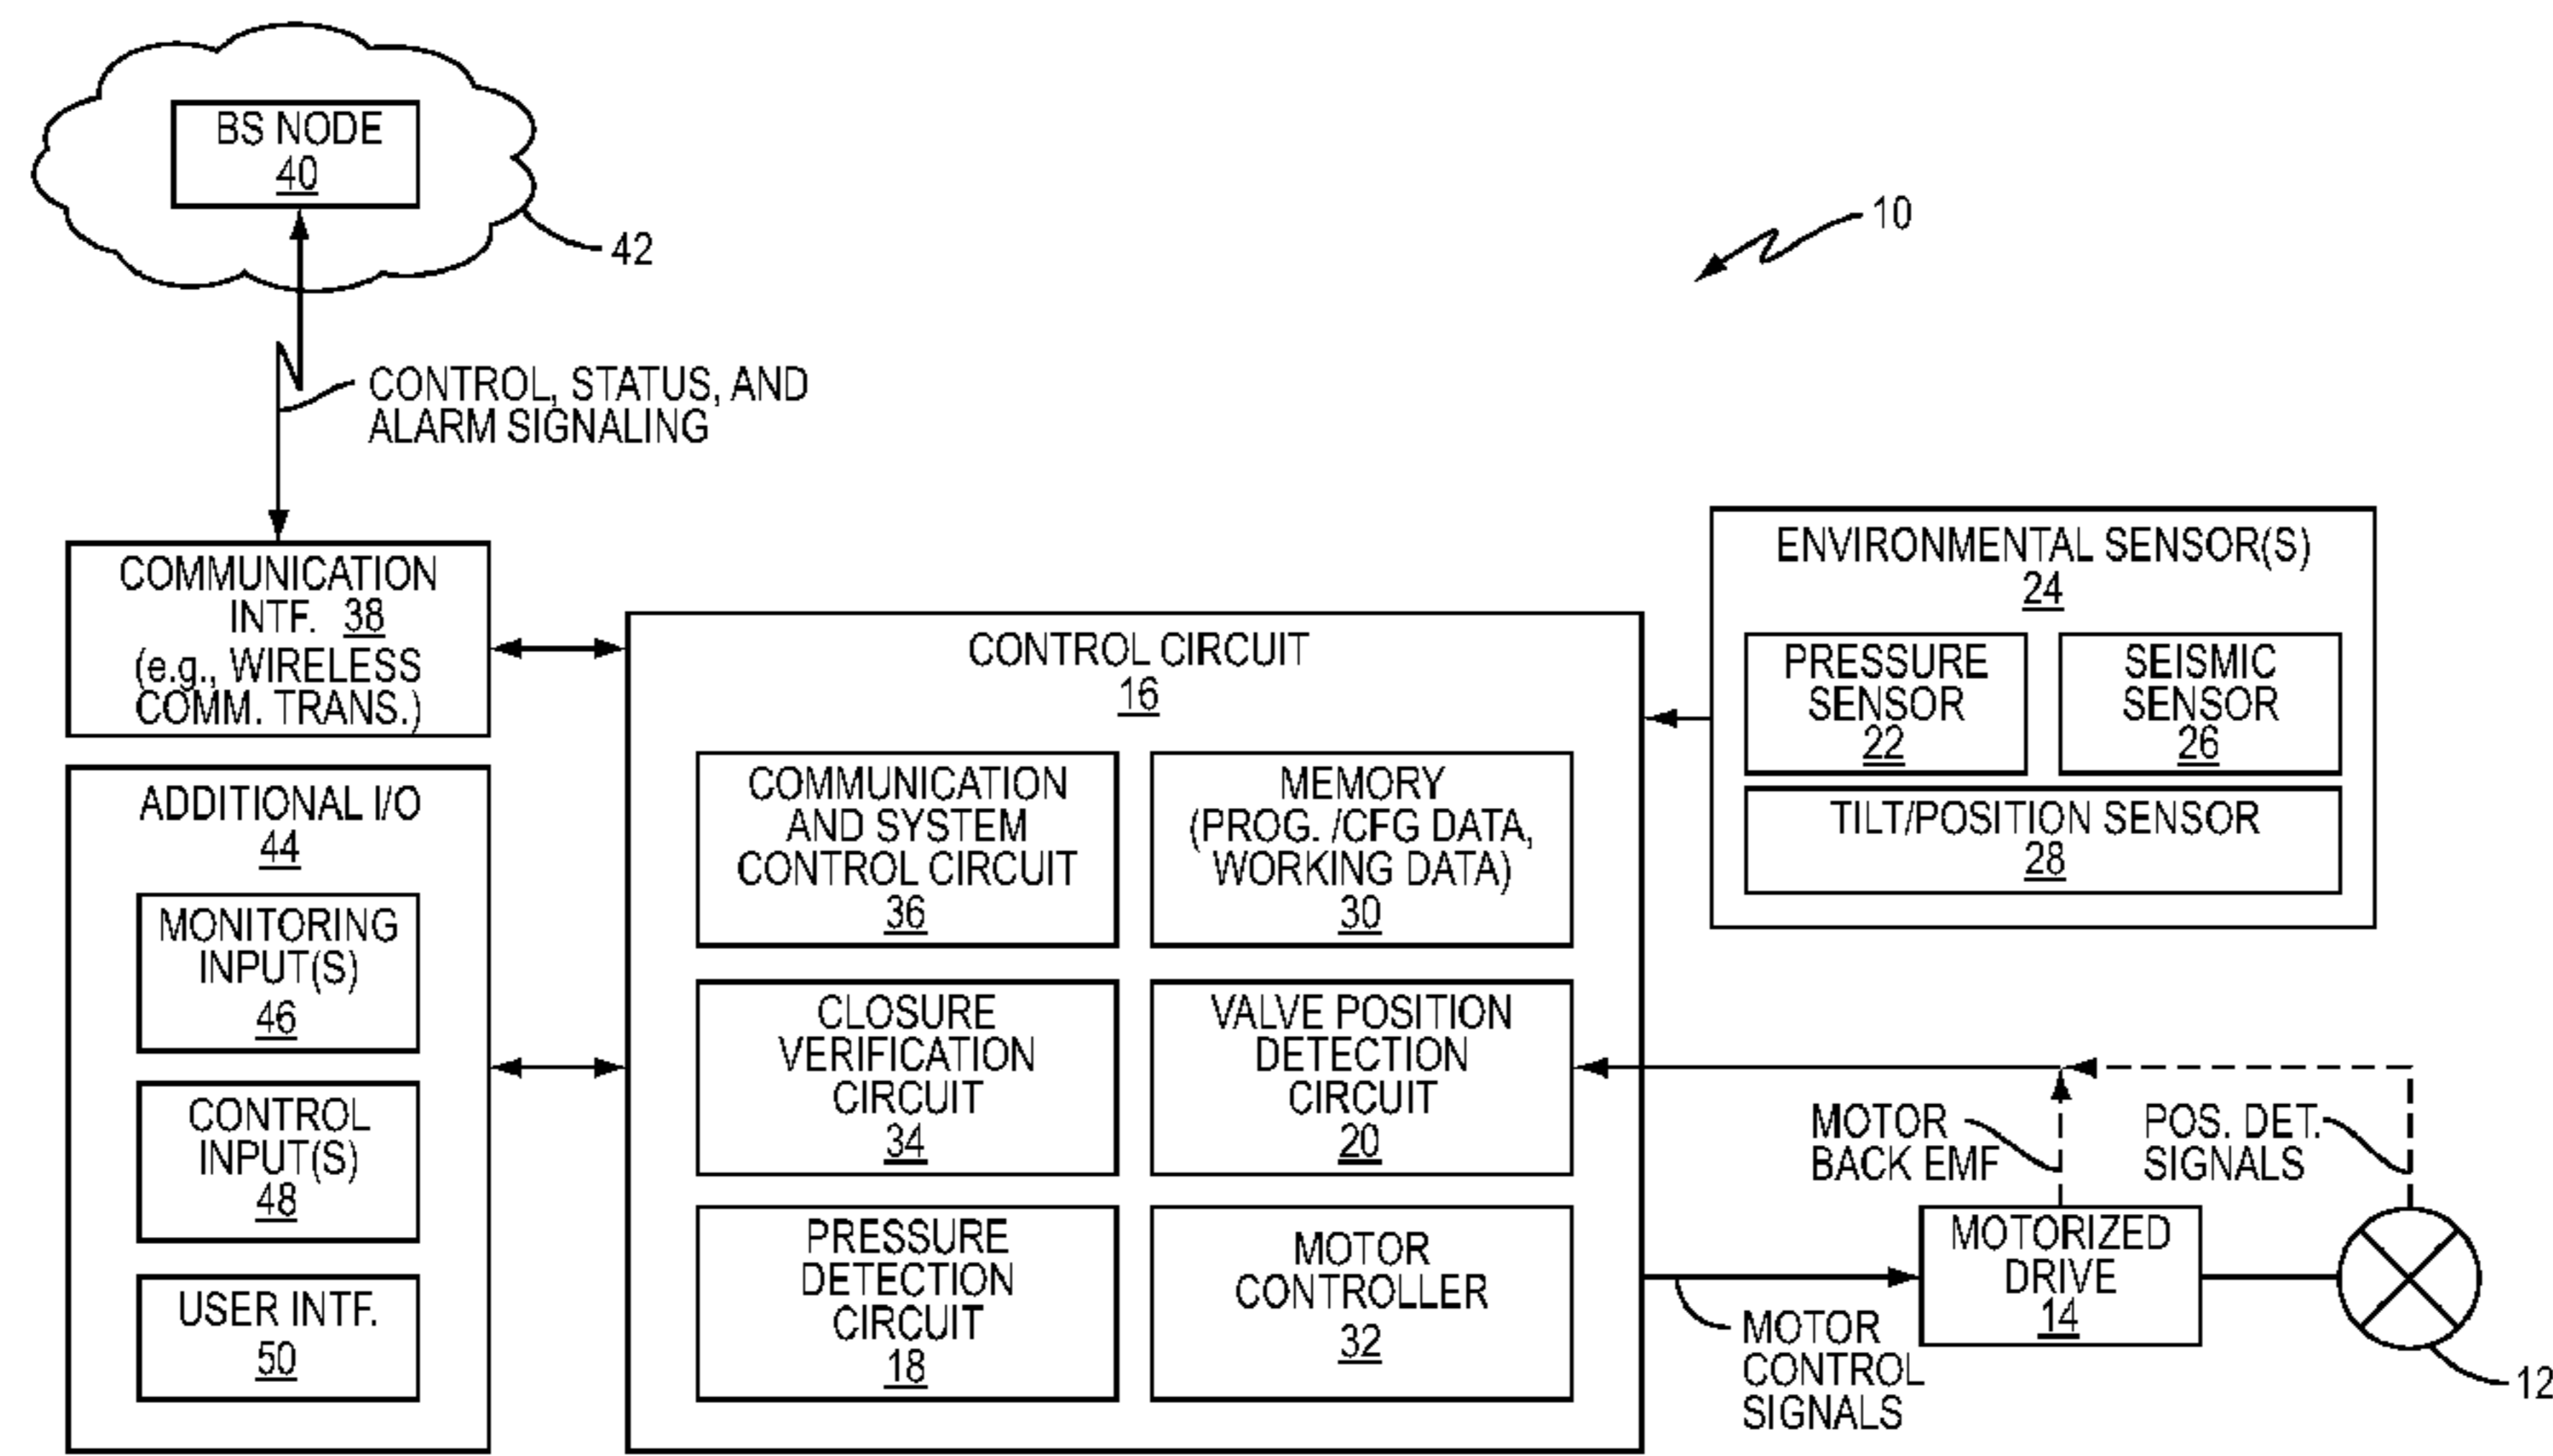 BS NODE
40
42
10
CONTROL, STATUS, AND
ALARM SIGNALING
COMMUNICATION
INTF. 38
(e.g., WIRELESS
COMM. TRANS.)
ADDITIONAL I/O
44
MONITORING
INPUT(S)
46
CONTROL
INPUT(S)
48
USER INTF.
50
CONTROL CIRCUIT
16
COMMUNICATION
AND SYSTEM
CONTROL CIRCUIT
36
MEMORY
(PROG. /CFG DATA,
WORKING DATA)
30
CLOSURE
VERIFICATION
CIRCUIT
34
VALVE POSITION
DETECTION
CIRCUIT
20
PRESSURE
DETECTION
CIRCUIT
18
MOTOR
CONTROLLER
32
ENVIRONMENTAL SENSOR(S)
24
PRESSURE
SENSOR
22
SEISMIC
SENSOR
26
TILT/POSITION SENSOR
28
MOTOR
BACK EMF
POS. DET.
SIGNALS
MOTORIZED
DRIVE
14
MOTOR
CONTROL
SIGNALS
12